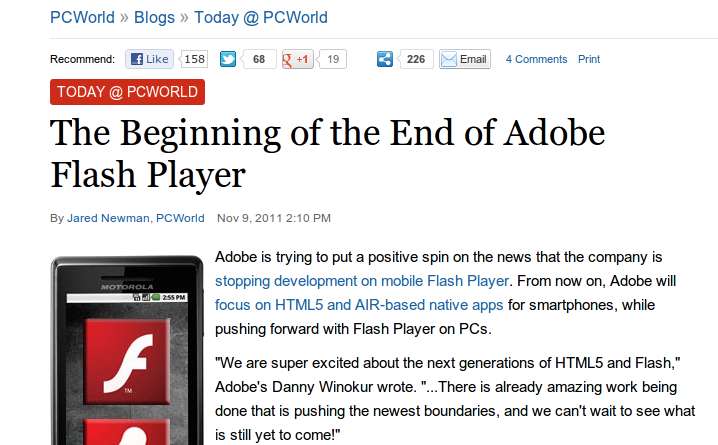 PCWorld » Blogs » Today @ PCWorld
Recommend: Like 158 68 +1 19 226 Email 4 Comments Print
TODAY @ PCWORLD
The Beginning of the End of Adobe
Flash Player
By Jared Newman, PCWorld Nov 9, 2011 2:10 PM
MOTOROLA
2:55 PM
TM
Adobe is trying to put a positive spin on the news that the company is
stopping development on mobile Flash Player. From now on, Adobe will
focus on HTML5 and AIR-based native apps for smartphones, while
pushing forward with Flash Player on PCs.
"We are super excited about the next generations of HTML5 and Flash,"
Adobe's Danny Winokur wrote. "...There is already amazing work being
done that is pushing the newest boundaries, and we can't wait to see what
is still yet to come!"